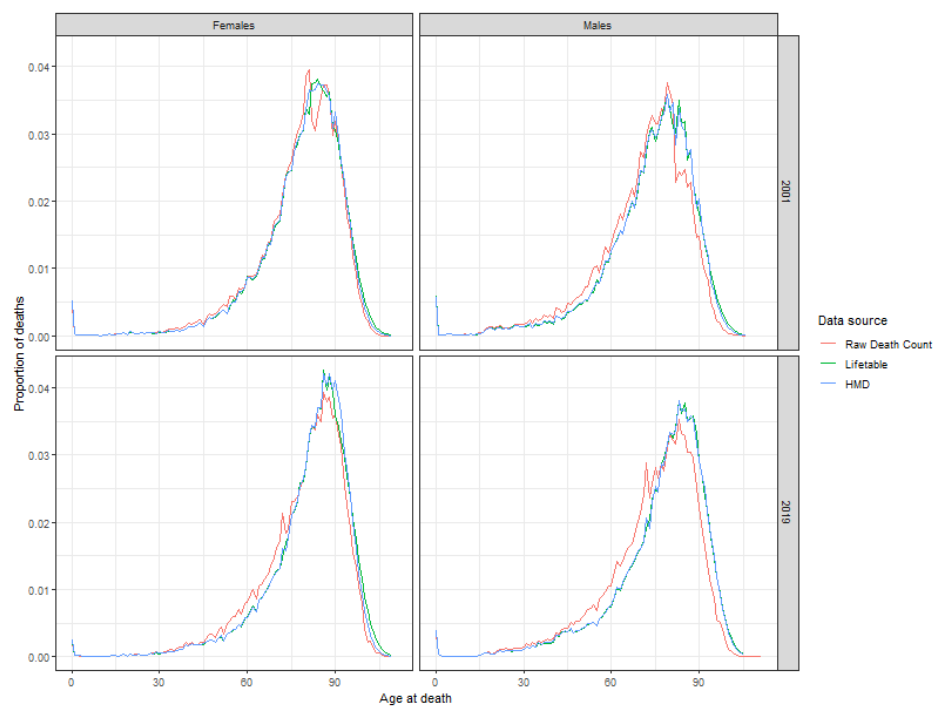 Females
Males
0.04
0.03
0.02
0.01
0.00
2001
0.04
0.03
0.02
0.01
0.00
2019
Proportion of deaths
0
30
60
90
0
30
60
90
Age at death
Data source
Raw Death Count
Lifetable
HMD